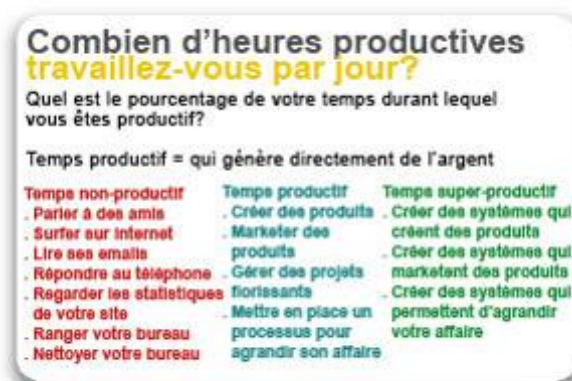 Combien d'heures productives
travaillez-vous par jour?
Quel est le pourcentage de votre temps durant lequel
vous êtes productif?
Temps productif = qui génère directement de l'argent
Temps non-productif
. Parler à des amis
. Surfer sur internet
. Lire ses emails
. Répondre au téléphone
. Regarder les statistiques
de votre site
. Ranger votre bureau
. Nettoyer votre bureau
Temps productif
. Créer des produits
. Marketer des
produits
. Gérer des projets
florissants
. Mettre en place un
processus pour
agrandir son affaire
Temps super-productif
. Créer des systèmes qui
créent des produits
. Créer des systèmes qui
marketent des produits
. Créer des systèmes qui
permettent d'agrandir
votre affaire